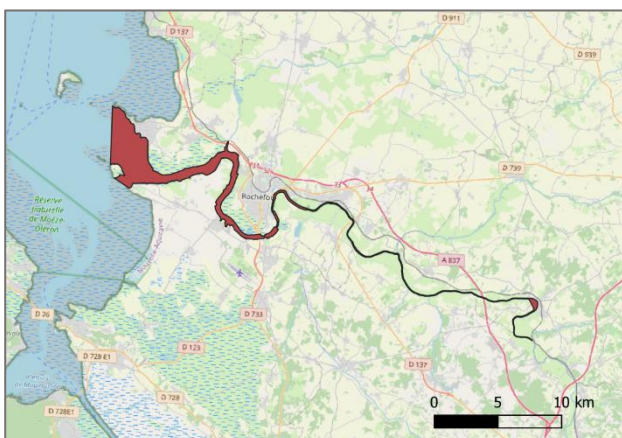 D 137
D 911
D 939
D 739
Rochefort
34
A 837
Réserve
naturelle
de Moëze-
Oléron
D 26
D 733
D 123
D 728 E1
D 137
D 728
D 728E1
0 5 10 km